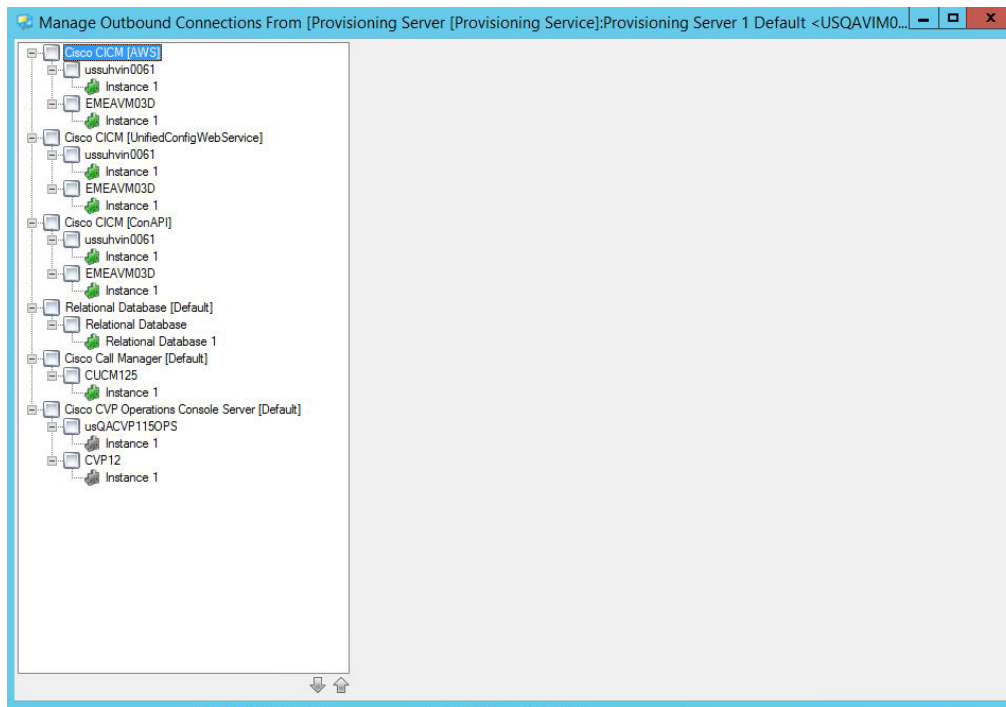 Manage Outbound Connections From [Provisioning Server [Provisioning Service]:Provisioning Server 1 Default <USQAVIM0...
Cisco CICM [AWS]
ussuhvin0061
Instance 1
EMEAVM03D
Instance 1
Cisco CICM [UnifiedConfigWebService]
ussuhvin0061
Instance 1
EMEAVM03D
Instance 1
Cisco CICM [ConAPI]
ussuhvin0061
Instance 1
EMEAVM03D
Instance 1
Relational Database [Default]
Relational Database
Relational Database 1
Cisco Call Manager [Default]
CUCM125
Instance 1
Cisco CVP Operations Console Server [Default]
usQACVP115OPS
Instance 1
CVP12
Instance 1